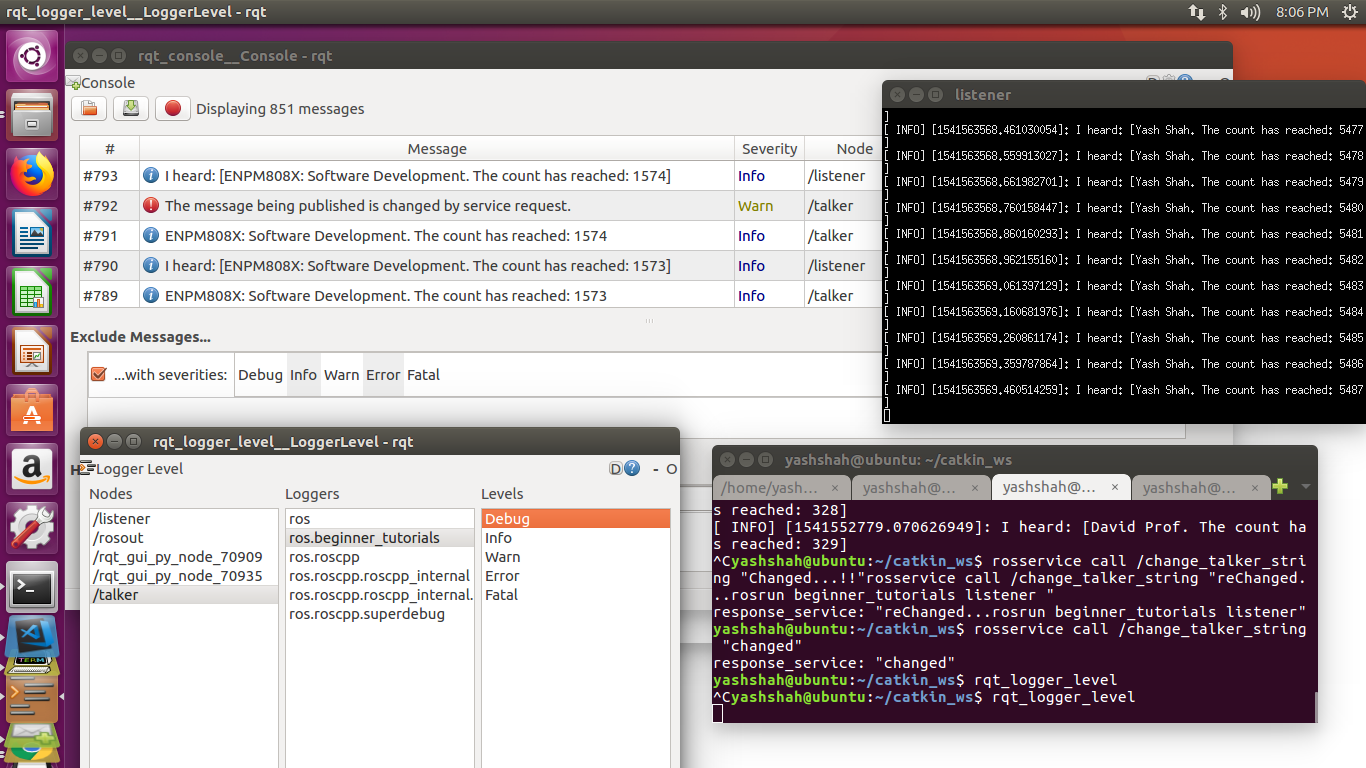 rqt_logger_level__LoggerLevel - rqt
8:06 PM
rqt_console__Console - rqt
Console
Displaying 851 messages
# Message Severity Node
#793 I heard: [ENPM808X: Software Development. The count has reached: 1574] Info /listener
#792 The message being published is changed by service request. Warn /talker
#791 ENPM808X: Software Development. The count has reached: 1574 Info /talker
#790 I heard: [ENPM808X: Software Development. The count has reached: 1573] Info /listener
#789 ENPM808X: Software Development. The count has reached: 1573 Info /talker
Exclude Messages...
...with severities: Debug Info Warn Error Fatal
listener
]
[ INFO] [1541563568.461030054]: I heard: [Yash Shah. The count has reached: 5477
]
[ INFO] [1541563568.559913027]: I heard: [Yash Shah. The count has reached: 5478
]
[ INFO] [1541563568.661982701]: I heard: [Yash Shah. The count has reached: 5479
]
[ INFO] [1541563568.760158447]: I heard: [Yash Shah. The count has reached: 5480
]
[ INFO] [1541563568.860160293]: I heard: [Yash Shah. The count has reached: 5481
]
[ INFO] [1541563568.962155160]: I heard: [Yash Shah. The count has reached: 5482
]
[ INFO] [1541563569.061397129]: I heard: [Yash Shah. The count has reached: 5483
]
[ INFO] [1541563569.160681976]: I heard: [Yash Shah. The count has reached: 5484
]
[ INFO] [1541563569.260861174]: I heard: [Yash Shah. The count has reached: 5485
]
[ INFO] [1541563569.359787864]: I heard: [Yash Shah. The count has reached: 5486
]
[ INFO] [1541563569.460514259]: I heard: [Yash Shah. The count has reached: 5487
]
rqt_logger_level__LoggerLevel - rqt
Logger Level
D ? - O
Nodes Loggers Levels
/listener ros Debug
/rosout ros.beginner_tutorials Info
/rqt_gui_py_node_70909 ros.roscpp Warn
/rqt_gui_py_node_70935 ros.roscpp.roscpp_internal Error
/talker ros.roscpp.roscpp_internal. Fatal
ros.roscpp.superdebug
yashshah@ubuntu: ~/catkin_ws
/home/yash... × yashshah@... × yashshah@... × yashshah@... ×
s reached: 328]
[ INFO] [1541552779.070626949]: I heard: [David Prof. The count ha
s reached: 329]
^Cyashshah@ubuntu:~/catkin_ws$ rosservice call /change_talker_stri
ng "Changed...!!"rosservice call /change_talker_string "reChanged.
..rosrun beginner_tutorials listener "
response_service: "reChanged...rosrun beginner_tutorials listener"
yashshah@ubuntu:~/catkin_ws$ rosservice call /change_talker_string
"changed"
response_service: "changed"
yashshah@ubuntu:~/catkin_ws$ rqt_logger_level
^Cyashshah@ubuntu:~/catkin_ws$ rqt_logger_level
TERM